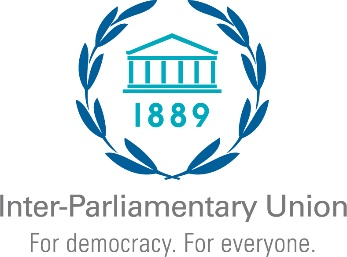 1889
Inter-Parliamentary Union
For democracy. For everyone.